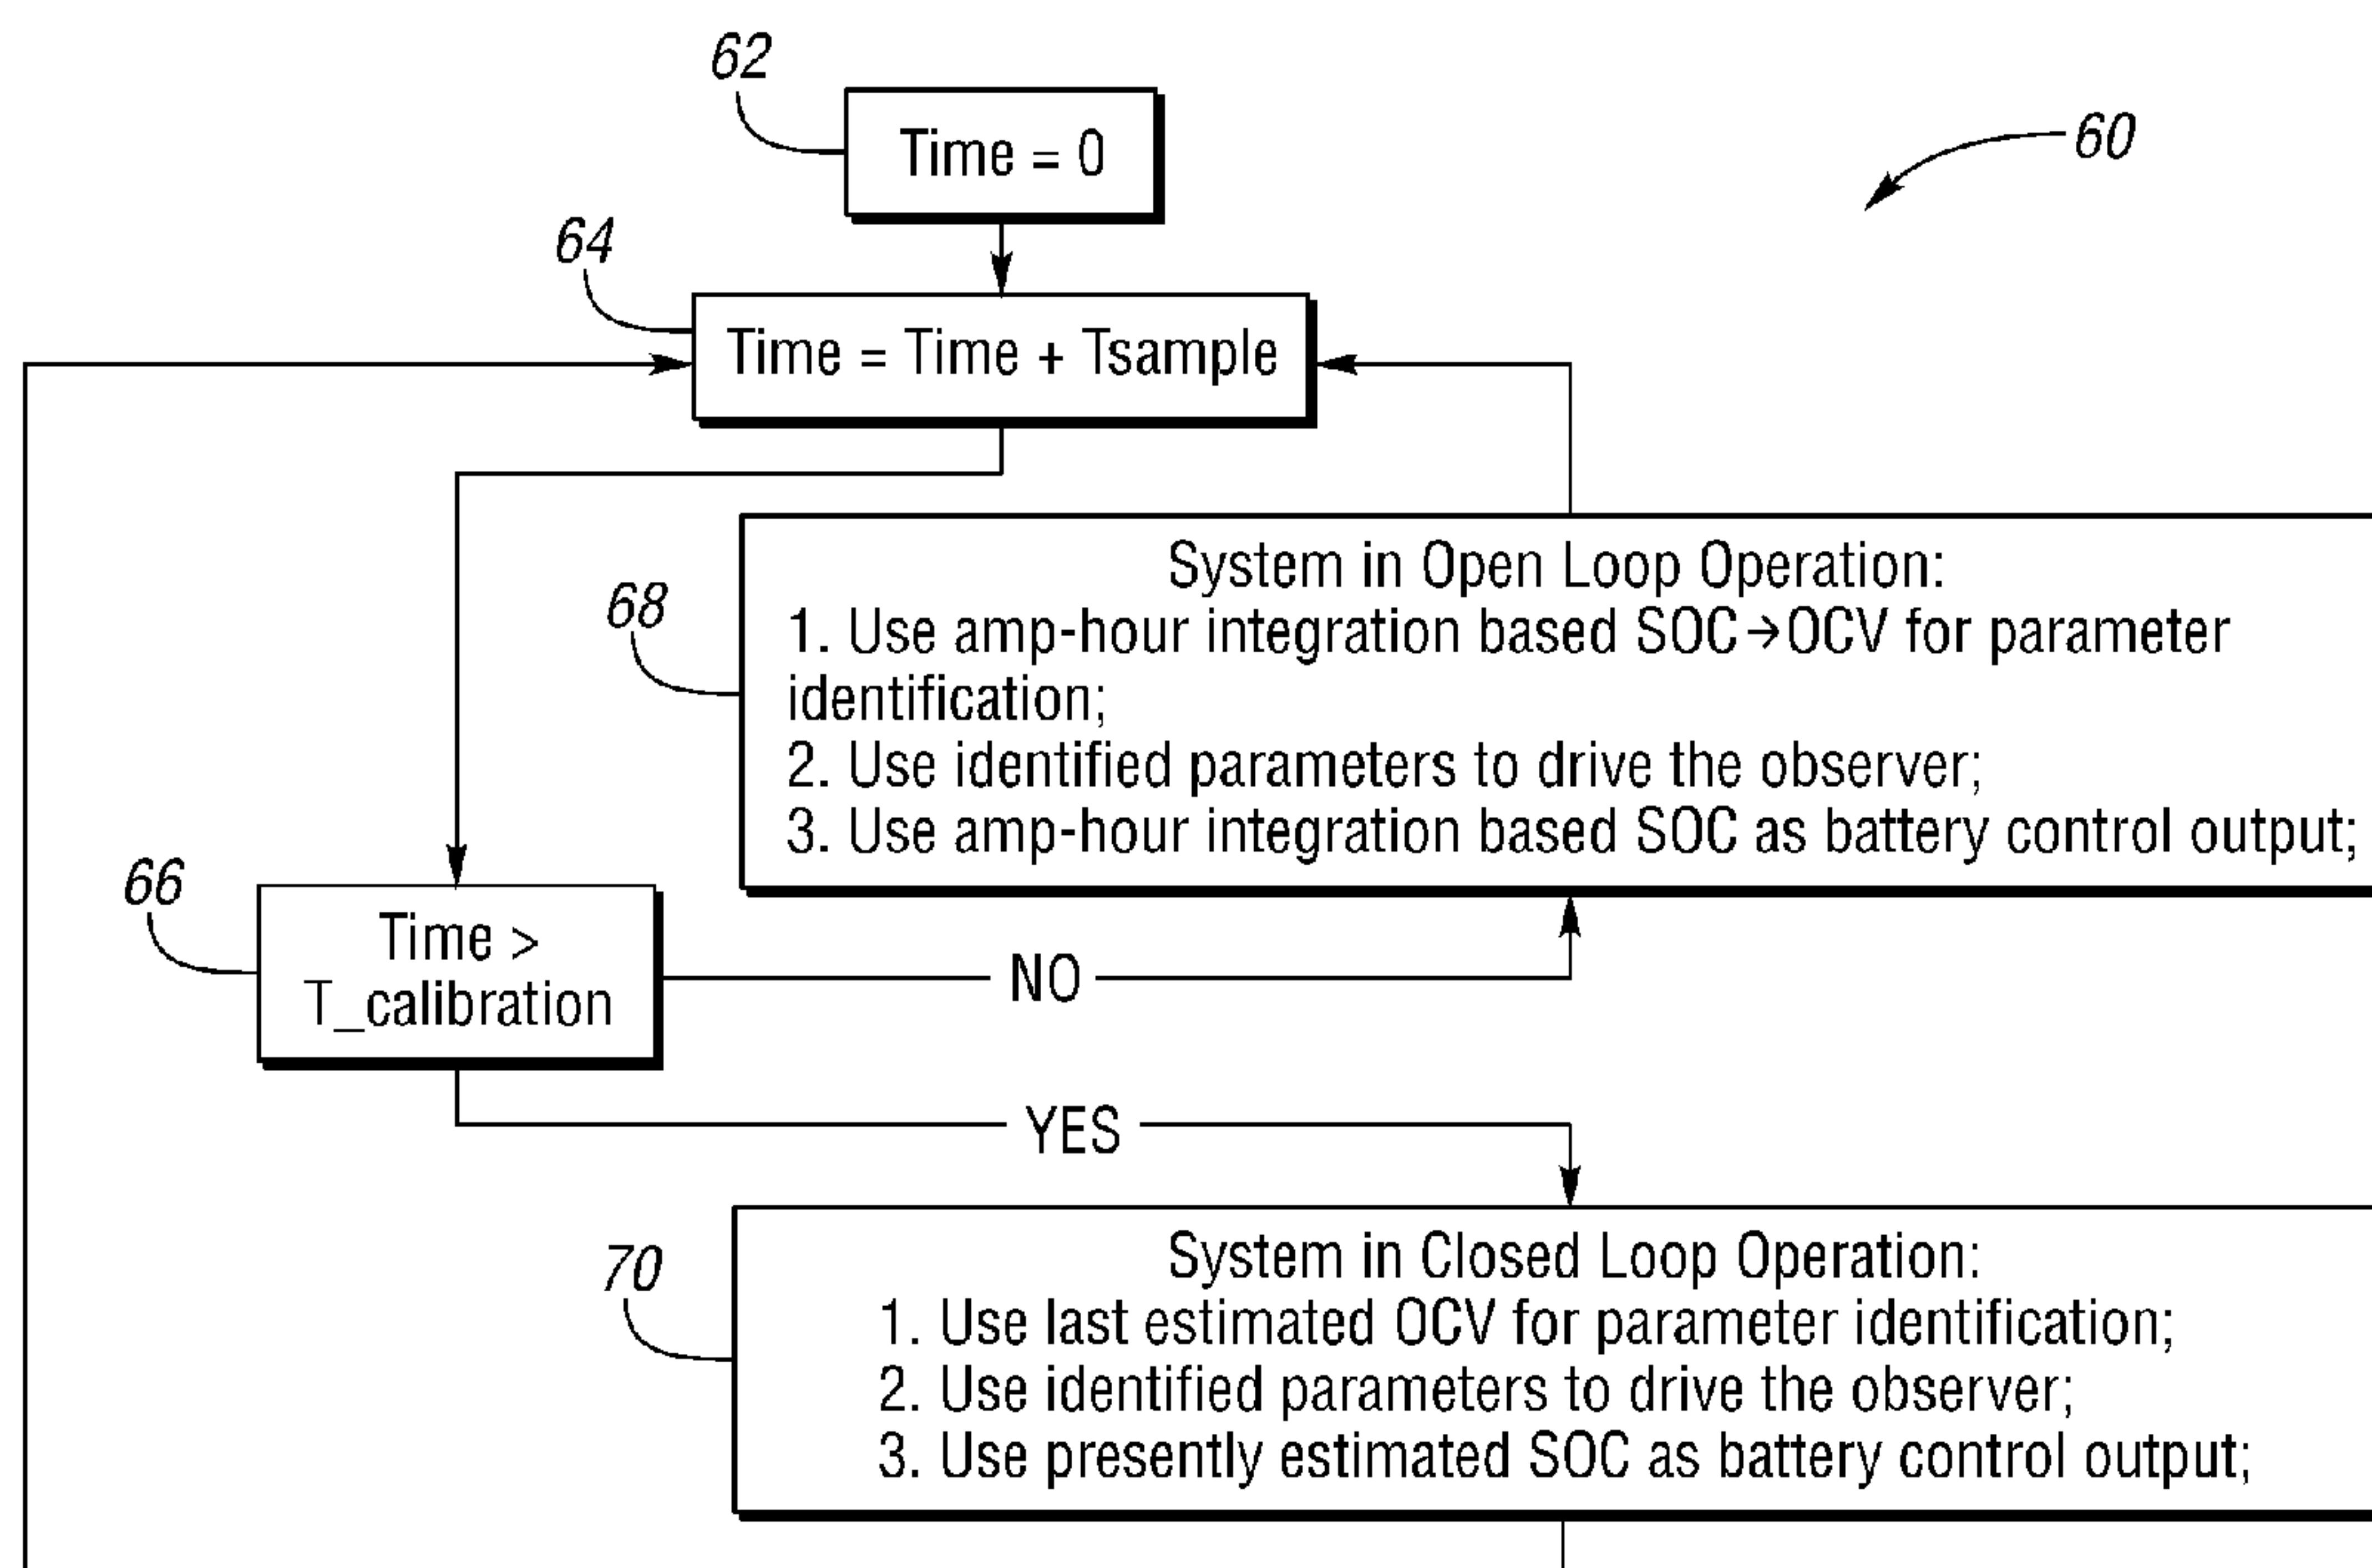 62
Time = 0
60
64
Time = Time + Tsample
System in Open Loop Operation:
68
1. Use amp-hour integration based SOC→OCV for parameter
identification;
2. Use identified parameters to drive the observer;
3. Use amp-hour integration based SOC as battery control output;
66
Time >
T_calibration
NO
YES
System in Closed Loop Operation:
70
1. Use last estimated OCV for parameter identification;
2. Use identified parameters to drive the observer;
3. Use presently estimated SOC as battery control output;